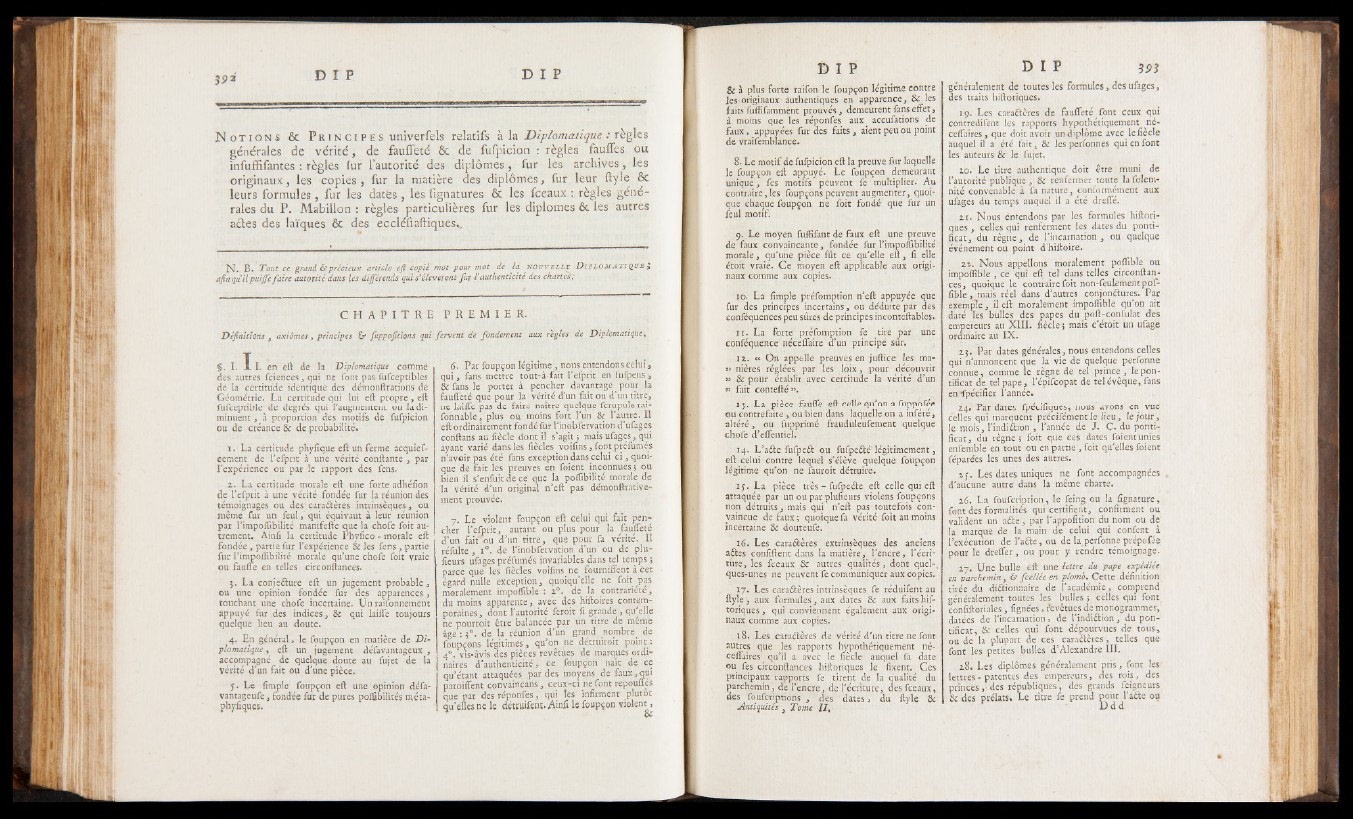 392
DIP
DIP
NOTIONS & PRINCIPES univerſels relatifs à la Diplomatique : règles
générales de vérité, de fauſſeté & de ſuſpicion : règles fauſſes ou
inſuffiſantes : règles ſur l'autorité des diplômes, ſur les archives, les
originaux, les copies, ſur la matière des diplômes, ſur leur ſtyle &
leurs formules, ſur les dates, les ſignatures & les ſceaux : règles géné-
rales du P. Mabillon : règles particulières ſur les diplomes & les autres
actes des laïques & des eccléſiaſtiques.
N. B. Tout ce grand & précieux article eſt copié mot pour mot de la NOUVELLE DIPLOMATIQUE;
afin qu'il puiſſe faire autorité dans les différends qui s'éleveront ſur l'authenticité des chartes.
CHAPITRE PREMIER.
Définitions, axiômes, principes & ſuppoſitions qui ſervent de fondement aux règles de Diplomatique.
§. I. IL en eſt de la Diplomatique comme
des autres ſciences, qui ne ſont pas ſuſceptibles
de la certitude identique des démonſtrations de
Géométrie. La certitude qui lui eſt propre, eſt
ſuſceptible de degrés qui l'augmentent ou la di-
minuent, à proportion des motifs de ſuſpicion
ou de créance & de probabilité.
1. La certitude phyſique eſt un ferme acquieſ-
cement de l'eſprit à une vérité conſtante, par
l'expérience ou par le rapport des ſens.
2. La certitude morale eſt une forte adhéſion
de l'eſprit à une vérité fondée ſur la réunion des
témoignages ou des caractères intrinsèques, ou
même ſur un ſeul, qui équivaut à leur réunion
par l'impoſſibilité manifeſte que la choſe ſoit au-
trement. Ainſi la certitude Phyſico-morale eſt
fondée, partie ſur l'expérience & les ſens, partie
ſur l'impoſſibilité morale qu'une choſe ſoit vraie
ou fauſſe en telles circonſtances.
3. La conjecture eſt un jugement probable,
ou une opinion fondée ſur des apparences,
touchant une choſe incertaine. Un raiſonnement
appuyé ſur des indices, & qui laiſſe toujours
quelque lieu au doute.
4. En général, le ſoupçon en matière de Di-
plomatique, eſt un jugement déſavantageux,
accompagné de quelque doute au ſujet de la
vérité d'un fait ou d'une pièce.
5. Le ſimple ſoupçon eſt une opinion déſa-
vantageuſe, fondée ſur de pures poſſibilités méta-
phyſiques.
6. Par ſoupçon légitime, nous entendons celui,
qui, ſans mettre tout-à-fait l'eſprit en ſuſpens,
& ſans le porter à pencher davantage pour la
fauſſeté que pour la vérité d'un fait ou d'un titre,
ne laiſſe pas de faire naître quelque ſcrupule rai-
ſonnable, plus ou moins fort l'un & l'autre. Il
eſt ordinairement fondé ſur l'inobſervation d'uſages
conſtans au ſiècle dont il s'agit; mais uſages, qui
ayant varié dans les ſiècles voiſins, ſont préſumés
n'avoir pas été ſans exception dans celui ci, quoi-
que de fait les preuves en ſoient inconnues; ou
bien il s'enſuit de ce que la poſſibilité morale de
la vérité d'un original n'eſt pas démonſtrative-
ment prouvée.
7. Le violent ſoupçon eſt celui qui fait pen-
cher l'eſprit, autant ou plus pour la fauſſeté
d'un fait ou d'un titre, que pour ſa vérité. Il
réſulte, 1°. de l'inobſervation d'un ou de plu-
ſieurs uſages préſumés invariables dans tel temps;
parce que les ſiècles voiſins ne fourniſſent à cet
égard nulle exception, quoiqu'elle ne ſoit pas
moralement impoſſible : 2°. de la contrariété,
du moins apparente, avec des hiſtoires contem-
poraines, dont l'autorité ſeroit ſi grande, qu'elle
ne pourroit être balancée par un titre de même
âge : 3°. de la réunion d'un grand nombre de
ſoupçons légitimes, qu'on ne détruiroit point :
4°. vis-à-vis des pièces revêtues de marques ordi-
naires d'authenticité; ce ſoupçon naît de ce
qu'étant attaquées par des moyens de faux, qui
paroiſſent convaincans, ceux-ci ne ſont repouſſés
que par des réponſes, qui les infirment plutôt
qu'elles ne le détruiſent. Ainſi le ſoupçon violent,
&
DIP
DIP
393
& à plus forte raiſon le ſoupçon légitime contre
les originaux authentiques en apparence, & les
faits ſuffiſamment prouvés, demeurent ſans effet,
à moins que les réponſes aux accuſations de
faux, appuyées ſur des faits, aient peu ou point
de vraiſemblance.
8. Le motif de ſuſpicion eſt la preuve ſur laquelle
le ſoupçon eſt appuyé. Le ſoupçon demeurant
unique, ſes motifs peuvent ſe multiplier. Au
contraire, les ſoupçons peuvent augmenter, quoi-
que chaque ſoupçon ne ſoit fondé que ſur un
ſeul motif.
9. Le moyen ſuffiſant de faux eſt une preuve
de faux convaincante, fondée ſur l'impoſſibilité
morale, qu'une pièce fût ce qu'elle eſt, ſi elle
étoit vraie. Ce moyen eſt applicable aux origi-
naux comme aux copies.
10. La ſimple préſomption n'eſt appuyée que
ſur des principes incertains, ou déduite par des
conſéquences peu sûres de principes inconteſtables.
11. La forte préſomption ſe tire par une
conſéquence néceſſaire d'un principe sûr.
12. « On appelle preuves en juſtice les ma-
» nières réglées par les loix, pour découvrir
» & pour établir avec certitude la vérité d'un
» fait conteſté ».
13. La pièce fauſſe eſt celle qu'on a ſuppoſée
ou contrefaite, ou bien dans laquelle on a inſéré,
altéré, ou ſupprimé frauduleuſement quelque
choſe d'eſſentiel.
14. L'acte ſuſpect ou ſuſpecté légitimement,
eſt celui contre lequel s'élève quelque ſoupçon
légitime qu'on ne ſauroit détruire.
15. La pièce très-ſuſpecte eſt celle qui eſt
attaquée par un ou par pluſieurs violens ſoupçons
non détruits, mais qui n'eſt pas toutefois con-
vaincue de faux; quoique ſa vérité ſoit au moins
incertaine & douteuſe.
16. Les caractères extrinsèques des anciens
actes conſiſtent dans la matière, l'encre, l'écri-
ture, les ſceaux & autres qualités, dont quel-
ques-unes ne peuvent ſe communiquer aux copies.
17. Les caractères intrinsèques ſe réduiſent au
ſtyle, aux formules, aux dates & aux faits hiſ-
toriques, qui conviennent également aux origi-
naux comme aux copies.
18. Les caractères de vérité d'un titre ne ſont
autres que les rapports hypothétiquement né-
ceſſaires qu'il a avec le ſiècle auquel ſa date
ou ſes circonſtances hiſtoriques le fixent. Ces
principaux rapports ſe tirent de la qualité du
parchemin, de l'encre, de l'écriture, des ſceaux,
des ſouſcriptions, des dates, du ſtyle &
Antiquités, Tome II.
généralement de toutes les formules, des uſages,
des traits hiſtoriques.
19. Les caractères de fauſſeté ſont ceux qui
contrediſent les rapports hypothétiquement né-
ceſſaires, que doit avoir un diplôme avec le ſiècle
auquel il a été fait, & les perſonnes qui en ſont
les auteurs & le ſujet.
20. Le titre authentique doit être muni de
l'autorité publique, & renfermer toute la ſolem-
nité convenable à ſa nature, conformément aux
uſages du temps auquel il a été dreſſé.
21. Nous entendons par les formules hiſtori-
ques, celles qui renferment les dates du ponti-
ficat, du règne, de l'incarnation, ou quelque
événement ou point d'hiſtoire.
22. Nous appellons moralement poſſible ou
impoſſible, ce qui eſt tel dans telles circonſtan-
ces, quoique le contraire ſoit non-ſeulement poſ-
ſible, mais réel dans d'autres conjonctures. Par
exemple, il eſt moralement impoſſible qu'on ait
daté les bulles des papes du poſt-conſulat des
empereurs au XIII. ſiècle; mais c'étoit un uſage
ordinaire au IX.
23. Par dates générales, nous entendons celles
qui n'annoncent que la vie de quelque perſonne
connue, comme le règne de tel prince, le pon-
tificat de tel pape, l'épiſcopat de tel évêque, ſans
en ſpécifier l'année.
24. Par dates ſpécifiques, nous avons en vue
celles qui marquent préciſément le lieu, le jour,
le mois, l'indiction, l'année de J. C. du ponti-
ficat, du règne; ſoit que ces dates ſoient unies
enſemble en tout ou en partie, ſoit qu'elles ſoient
ſéparées les unes des autres.
25. Les dates uniques ne ſont accompagnées
d'aucune autre dans la même charte.
26. La ſouſcription, le ſeing ou la ſignature,
ſont des formalités qui certifient, confirment ou
valident un acte, par l'appoſition du nom ou de
la marque de la main de celui qui conſent à
l'exécution de l'acte, ou de la perſonne prépoſée
pour le dreſſer, ou pour y rendre témoignage.
27. Une bulle eſt une lettre du pape expédiée
en parchemin, & ſcellée en plomb. Cette définition
tirée du dictionnaire de l'académie, comprend
généralement toutes les bulles; celles qui ſont
conſiſtoriales, ſignées, revêtues de monogrammes,
datées de l'incarnation, de l'indiction, du pon-
tificat, & celles qui ſont dépourvues de tous,
ou de la plupart de ces caractères, telles que
ſont les petites bulles d'Alexandre III.
28. Les diplômes généralement pris, ſont les
lettres-patentes des empereurs, des rois, des
princes, des républiques, des grands ſeigneurs
& des prélats. Le titre ſe prend pour l'acte ou
Ddd